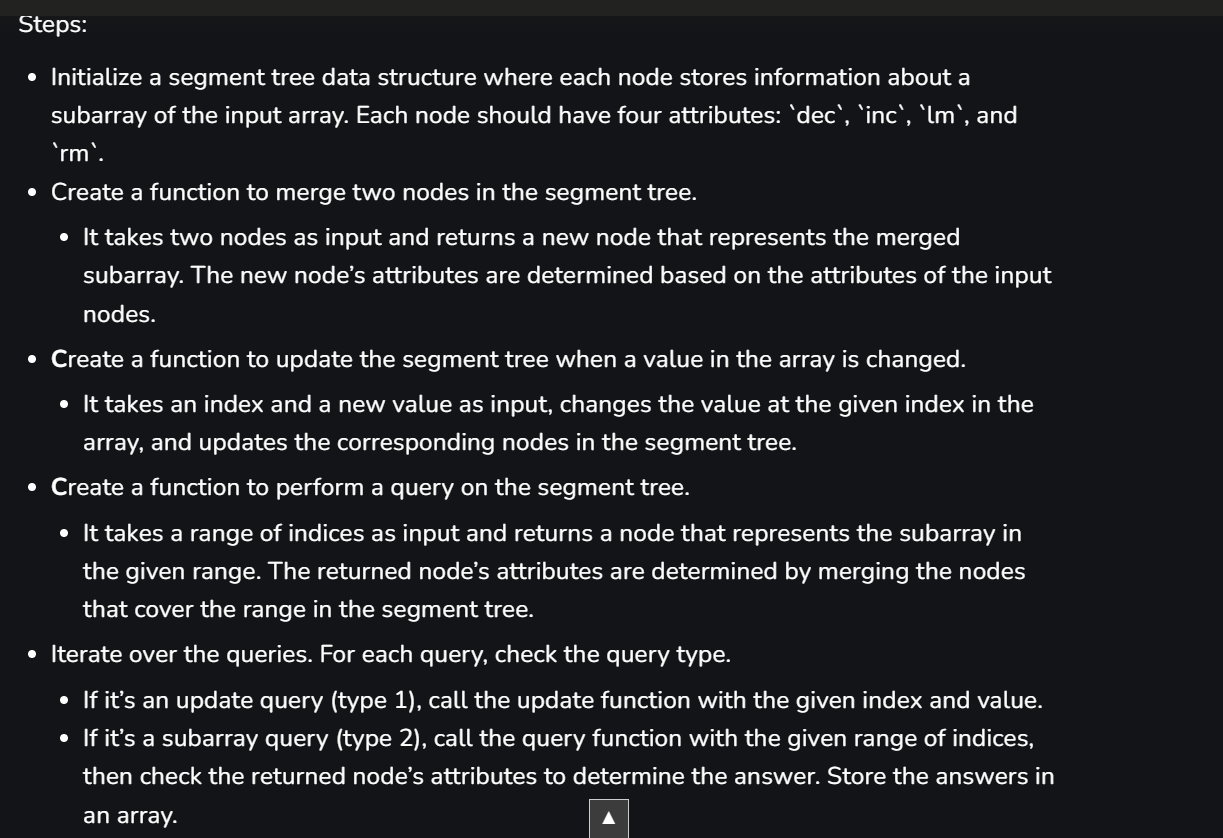 Steps:
• Initialize a segment tree data structure where each node stores information about a
subarray of the input array. Each node should have four attributes: `dec`, `inc`, `lm`, and
`rm`.
• Create a function to merge two nodes in the segment tree.
• It takes two nodes as input and returns a new node that represents the merged
subarray. The new node’s attributes are determined based on the attributes of the input
nodes.
• Create a function to update the segment tree when a value in the array is changed.
• It takes an index and a new value as input, changes the value at the given index in the
array, and updates the corresponding nodes in the segment tree.
• Create a function to perform a query on the segment tree.
• It takes a range of indices as input and returns a node that represents the subarray in
the given range. The returned node’s attributes are determined by merging the nodes
that cover the range in the segment tree.
• Iterate over the queries. For each query, check the query type.
• If it’s an update query (type 1), call the update function with the given index and value.
• If it’s a subarray query (type 2), call the query function with the given range of indices,
then check the returned node’s attributes to determine the answer. Store the answers in
an array.